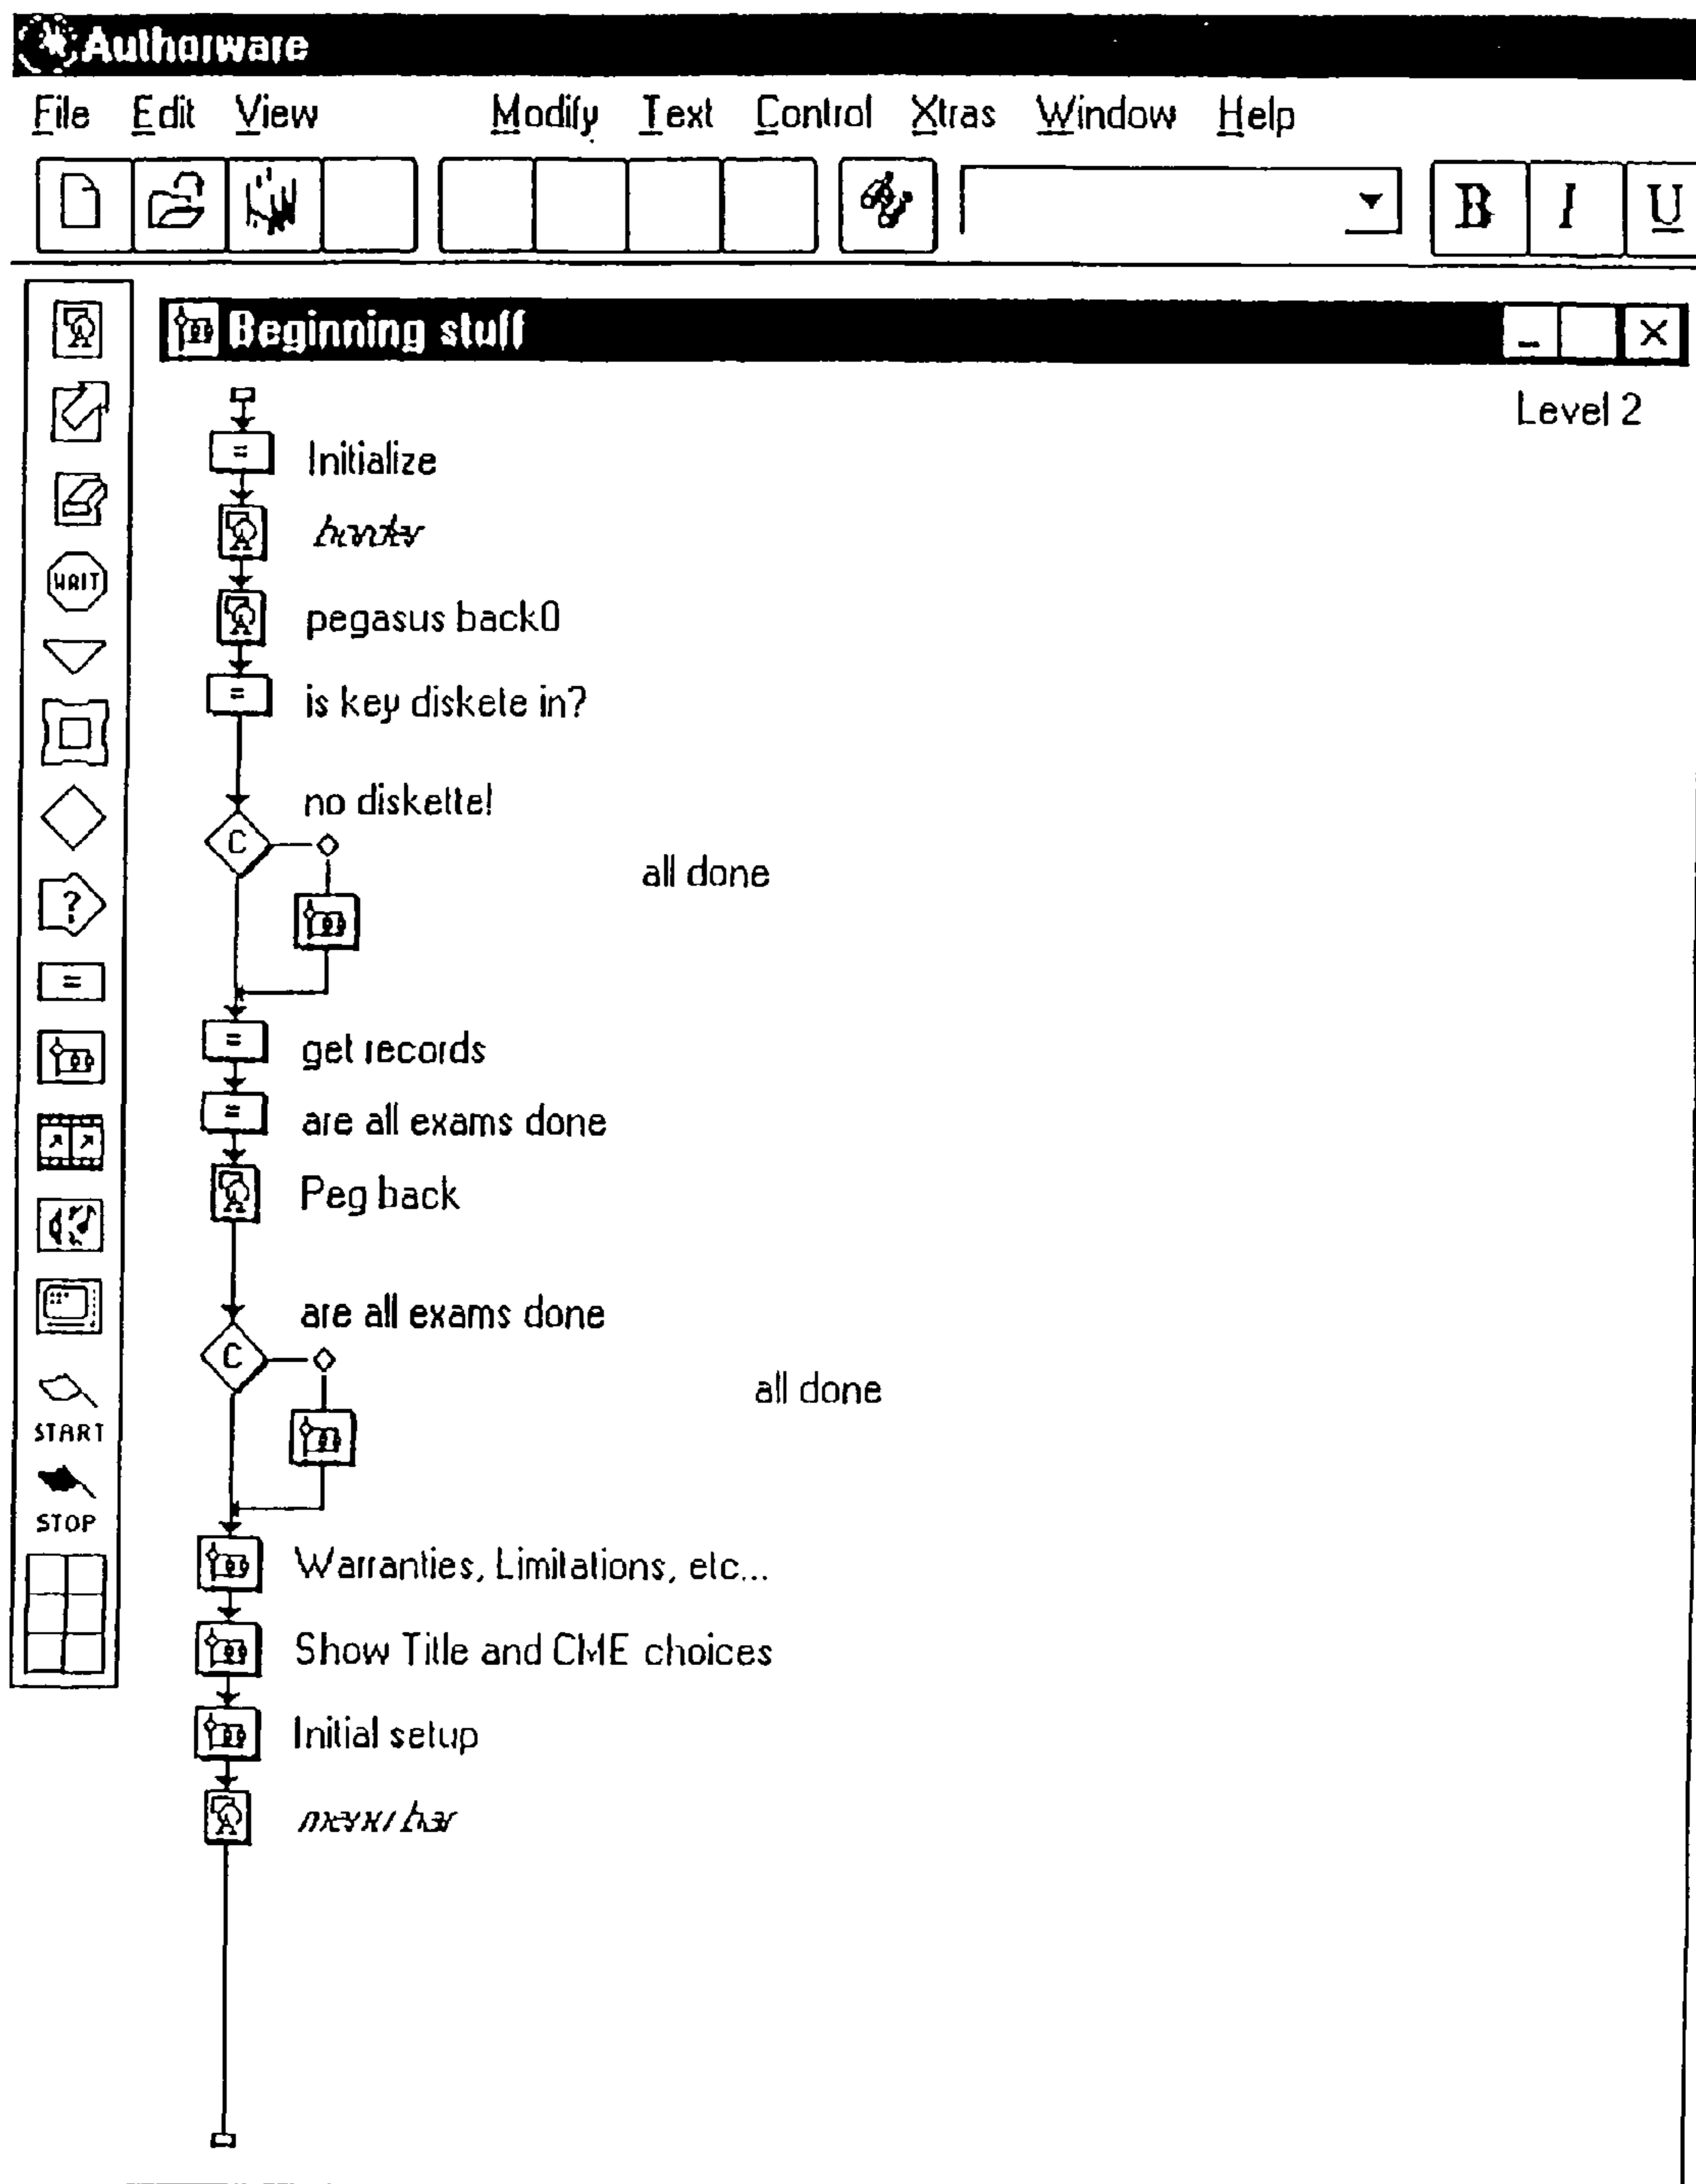 Authorware
File Edit View Modify Text Control Xtras Window Help
B I U
Beginning stuff
Level 2
=
Initialize
pegasus back0
=
is key diskete in?
WAIT
no diskette!
C
all done
?
=
=
get records
=
are all exams done
Peg back
are all exams done
C
all done
START
STOP
Warranties, Limitations, etc...
Show Title and CME choices
Initial setup
menu bar